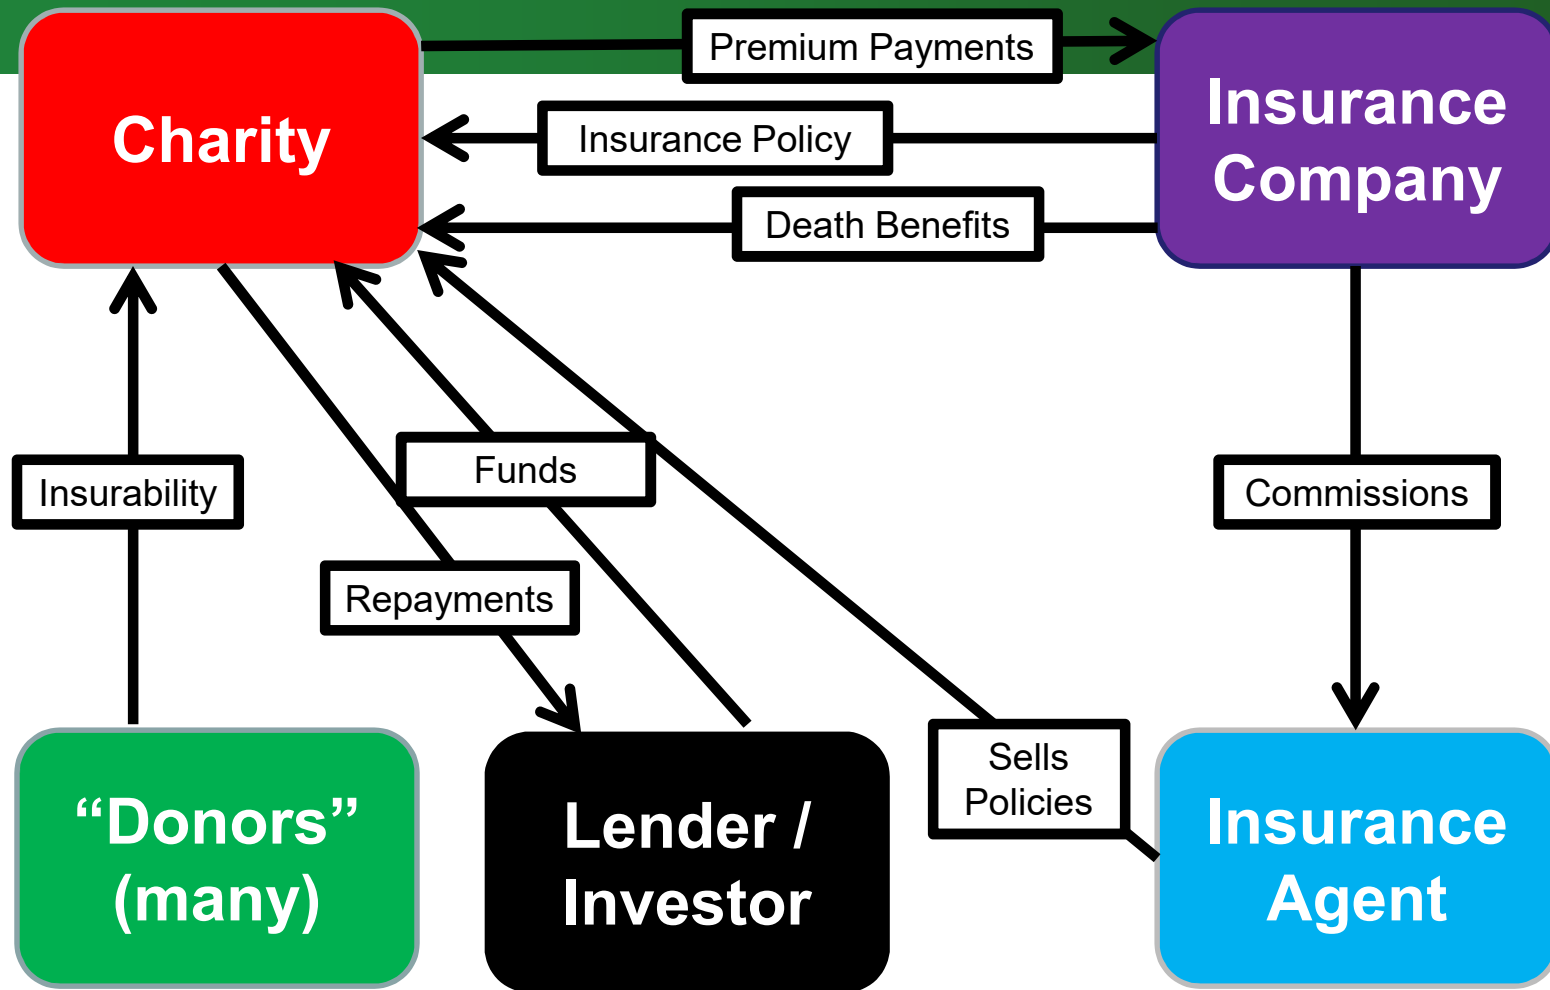 Premium Payments
Charity
Insurance
Company
Insurance Policy
Death Benefits
Insurability
Funds
Commissions
Repayments
“Donors”
(many)
Lender /
Investor
Sells
Policies
Insurance
Agent